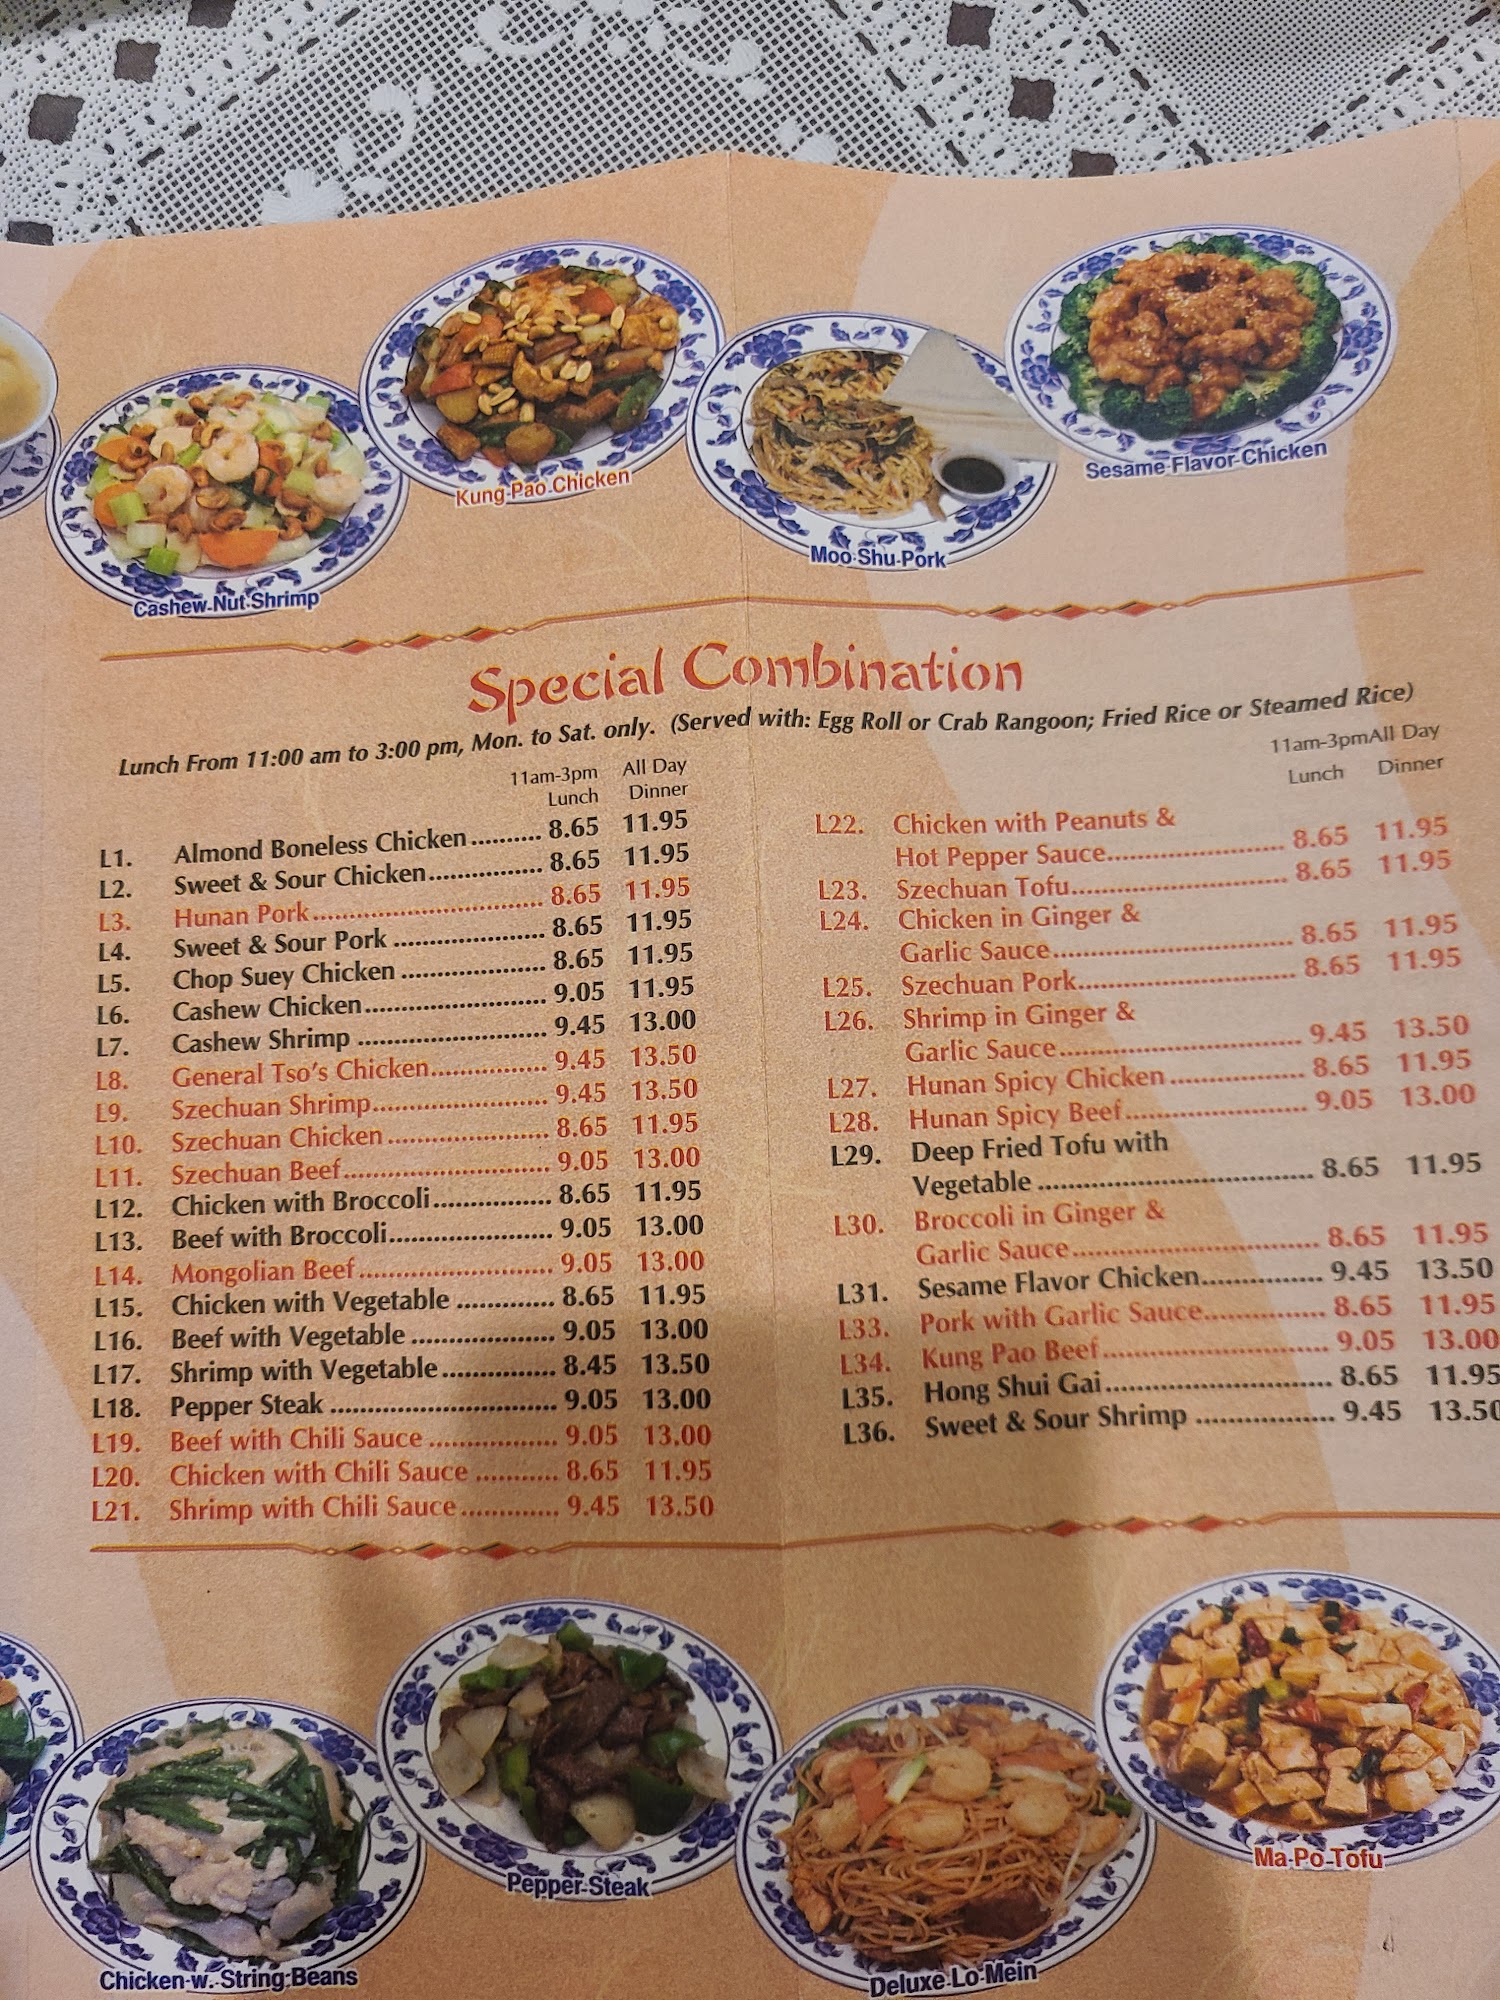 Kung Pao Chicken
Sesame Flavor Chicken
Moo Shu Pork
Cashew Nut Shrimp
Special Combination
Lunch From 11:00 am to 3:00 pm, Mon. to Sat. only. (Served with: Egg Roll or Crab Rangoon; Fried Rice or Steamed Rice)
11am-3pm All Day
Lunch Dinner
L1. Almond Boneless Chicken.......... 8.65 11.95
L2. Sweet & Sour Chicken................ 8.65 11.95
L3. Hunan Pork................................. 8.65 11.95
L4. Sweet & Sour Pork ...................... 8.65 11.95
L5. Chop Suey Chicken ..................... 8.65 11.95
L6. Cashew Chicken.......................... 9.05 11.95
L7. Cashew Shrimp ........................... 9.45 13.00
L8. General Tso's Chicken................. 9.45 13.50
L9. Szechuan Shrimp......................... 9.45 13.50
L10. Szechuan Chicken ....................... 8.65 11.95
L11. Szechuan Beef.............................. 9.05 13.00
L12. Chicken with Broccoli................. 8.65 11.95
L13. Beef with Broccoli....................... 9.05 13.00
L14. Mongolian Beef............................ 9.05 13.00
L15. Chicken with Vegetable .............. 8.65 11.95
L16. Beef with Vegetable .................... 9.05 13.00
L17. Shrimp with Vegetable................ 8.45 13.50
L18. Pepper Steak ................................ 9.05 13.00
L19. Beef with Chili Sauce .................. 9.05 13.00
L20. Chicken with Chili Sauce ............ 8.65 11.95
L21. Shrimp with Chili Sauce.............. 9.45 13.50
11am-3pm All Day
Lunch Dinner
L22. Chicken with Peanuts &
Hot Pepper Sauce......................... 8.65 11.95
L23. Szechuan Tofu.............................. 8.65 11.95
L24. Chicken in Ginger &
Garlic Sauce................................. 8.65 11.95
L25. Szechuan Pork.............................. 8.65 11.95
L26. Shrimp in Ginger &
Garlic Sauce................................. 9.45 13.50
L27. Hunan Spicy Chicken ................... 8.65 11.95
L28. Hunan Spicy Beef......................... 9.05 13.00
L29. Deep Fried Tofu with
Vegetable ..................................... 8.65 11.95
L30. Broccoli in Ginger &
Garlic Sauce................................. 8.65 11.95
L31. Sesame Flavor Chicken................ 9.45 13.50
L33. Pork with Garlic Sauce................. 8.65 11.95
L34. Kung Pao Beef.............................. 9.05 13.00
L35. Hong Shui Gai.............................. 8.65 11.95
L36. Sweet & Sour Shrimp ................... 9.45 13.50
Ma Po Tofu
Pepper Steak
Chicken w. String Beans
Deluxe Lo Mein